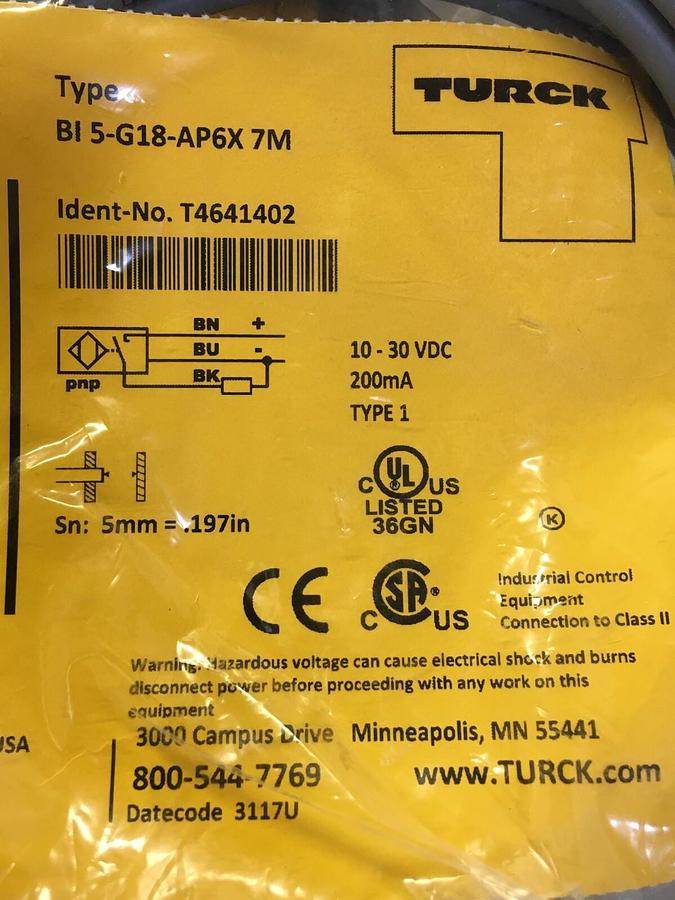 TURCK
Type
BI 5-G18-AP6X 7M
Ident-No. T4641402
BN +
BU -
BK
pnp
10 - 30 VDC
200mA
TYPE 1
Sn: 5mm = .197in
C UL ® US
LISTED
36GN
K
CE
C SA ® C US
Industrial Control
Equipment
Connection to Class II
Warning: Hazardous voltage can cause electrical shock and burns
disconnect power before proceeding with any work on this
equipment
3000 Campus Drive Minneapolis, MN 55441
USA
800-544-7769 www.TURCK.com
Datecode 3117U